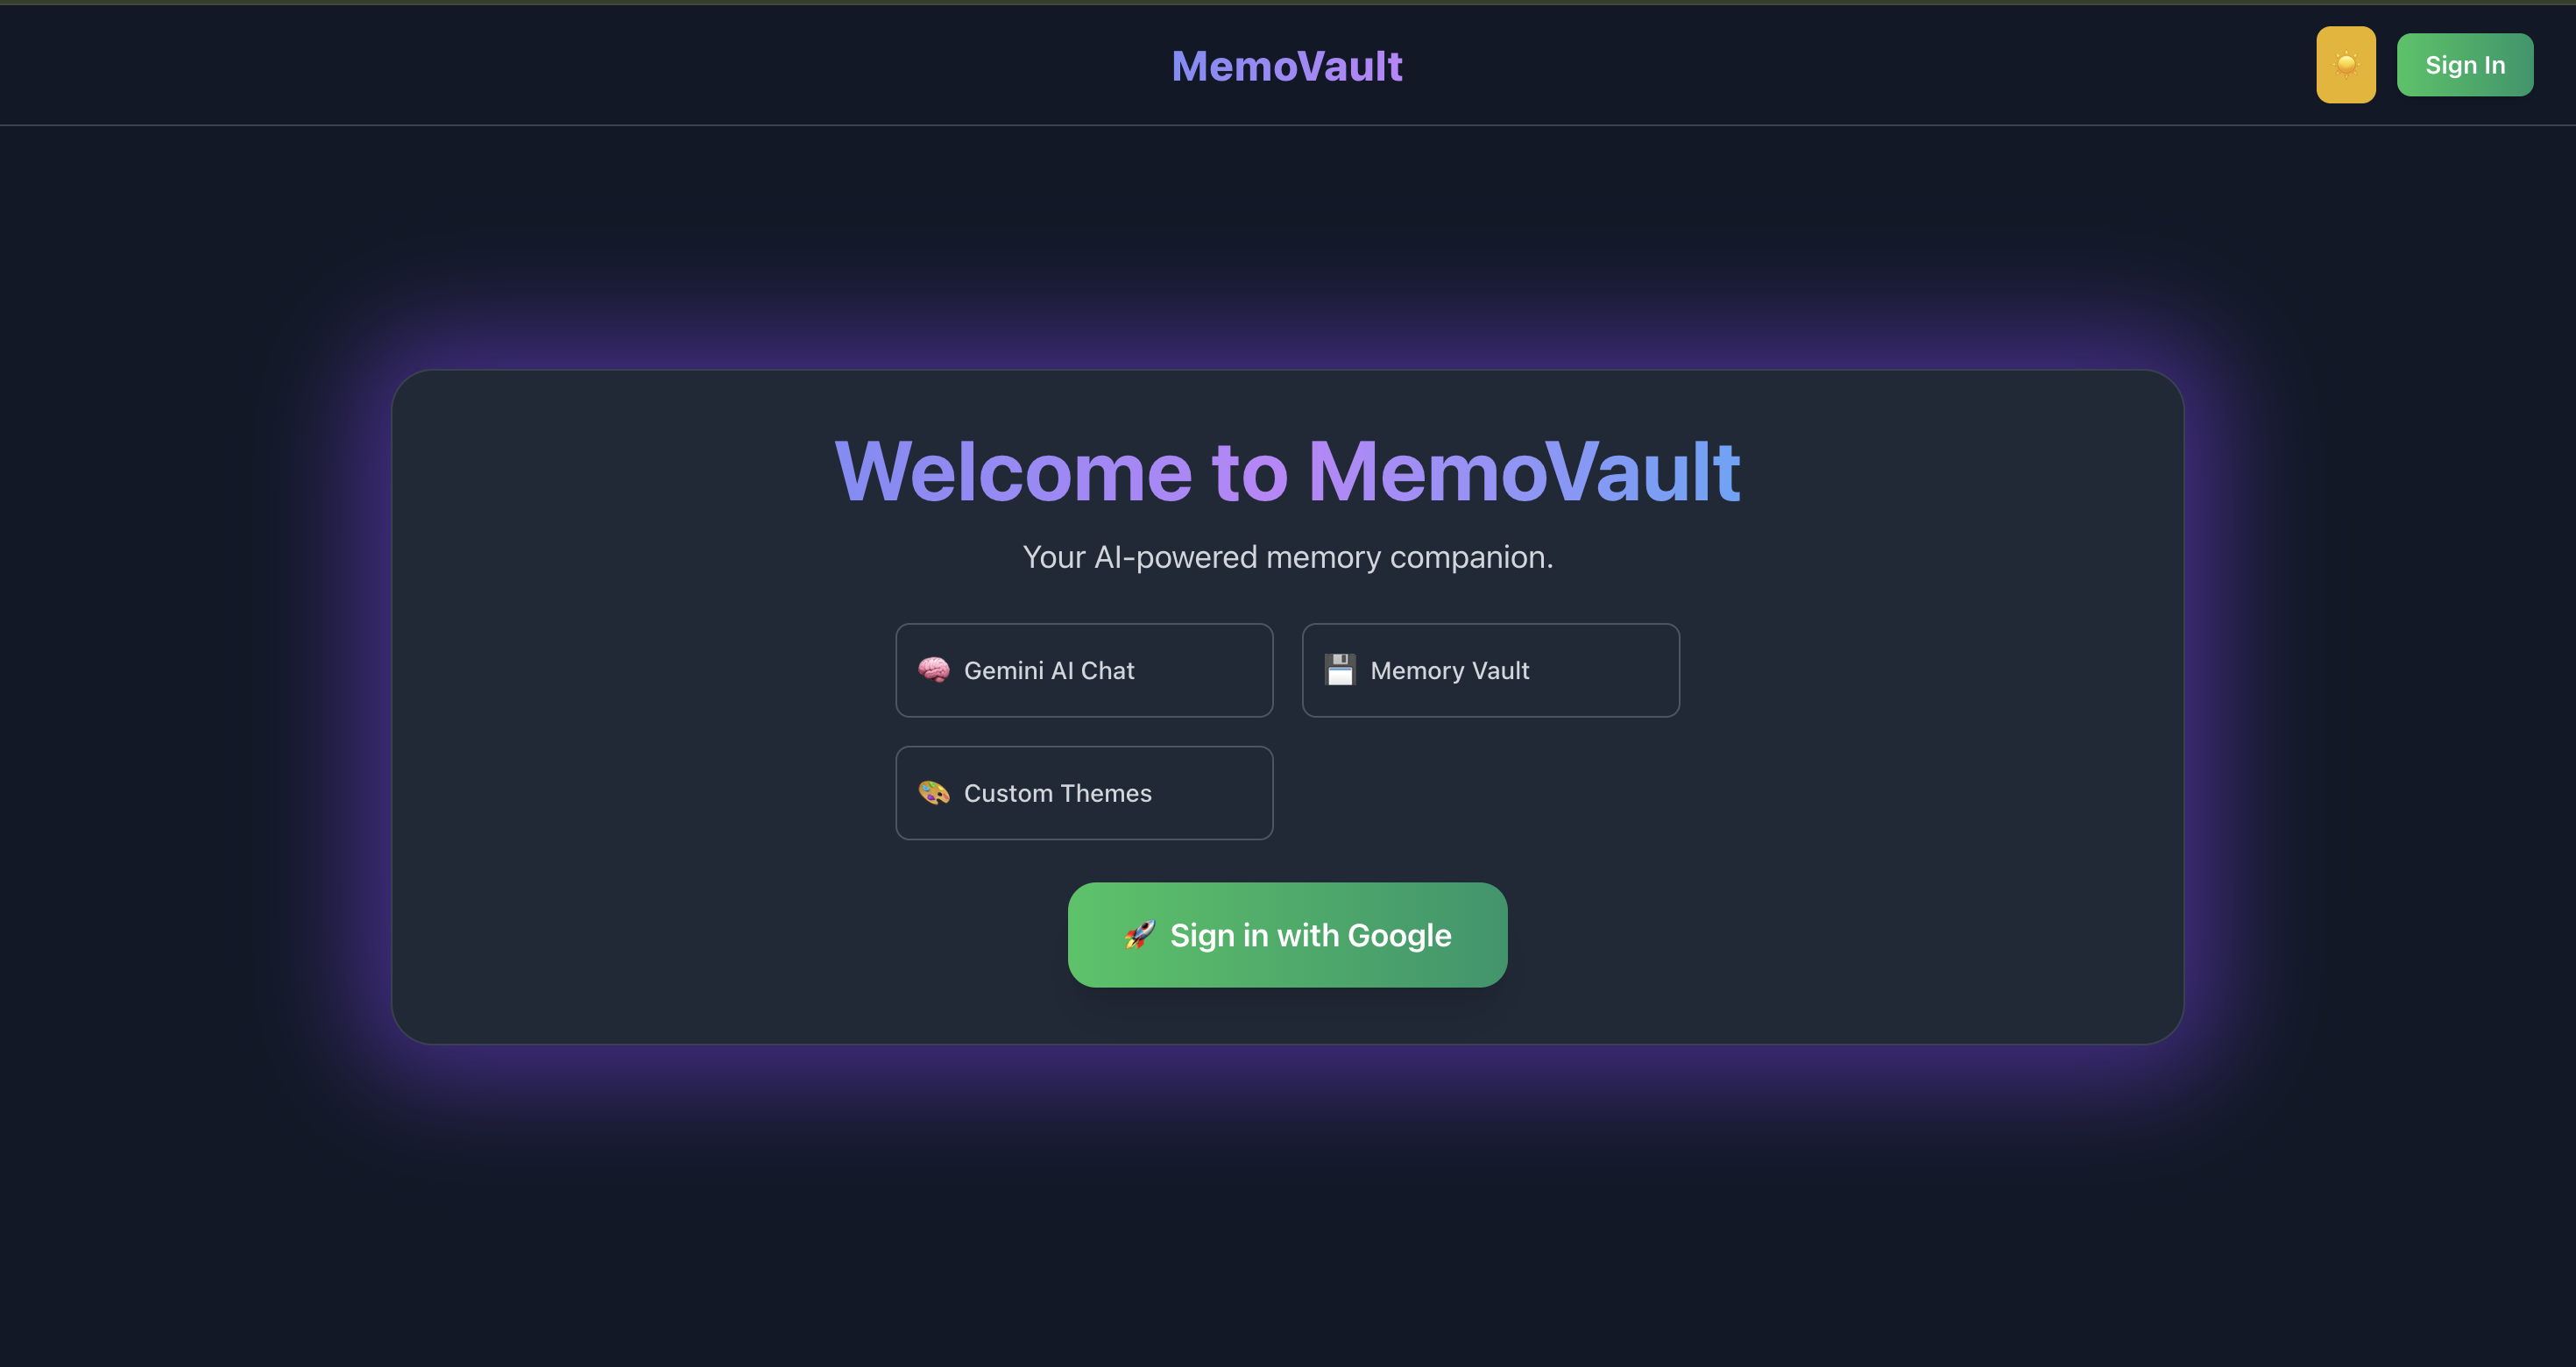 MemoVault
Sign In
Welcome to MemoVault
Your AI-powered memory companion.
Gemini AI Chat
Memory Vault
Custom Themes
Sign in with Google